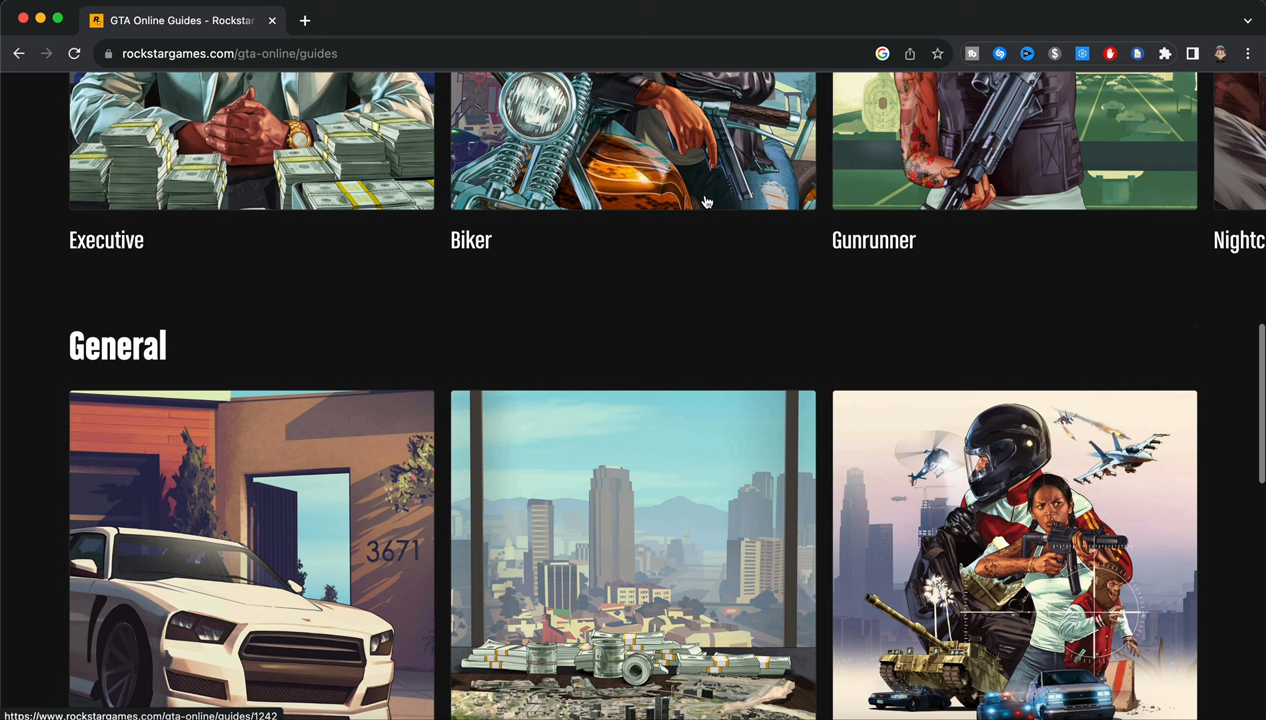 GTA Online Guides - Rockstar
rockstargames.com/gta-online/guides
Executive
Biker
Gunrunner
Nightc
General
3671
https://www.rockstargames.com/gta-online/guides/1242